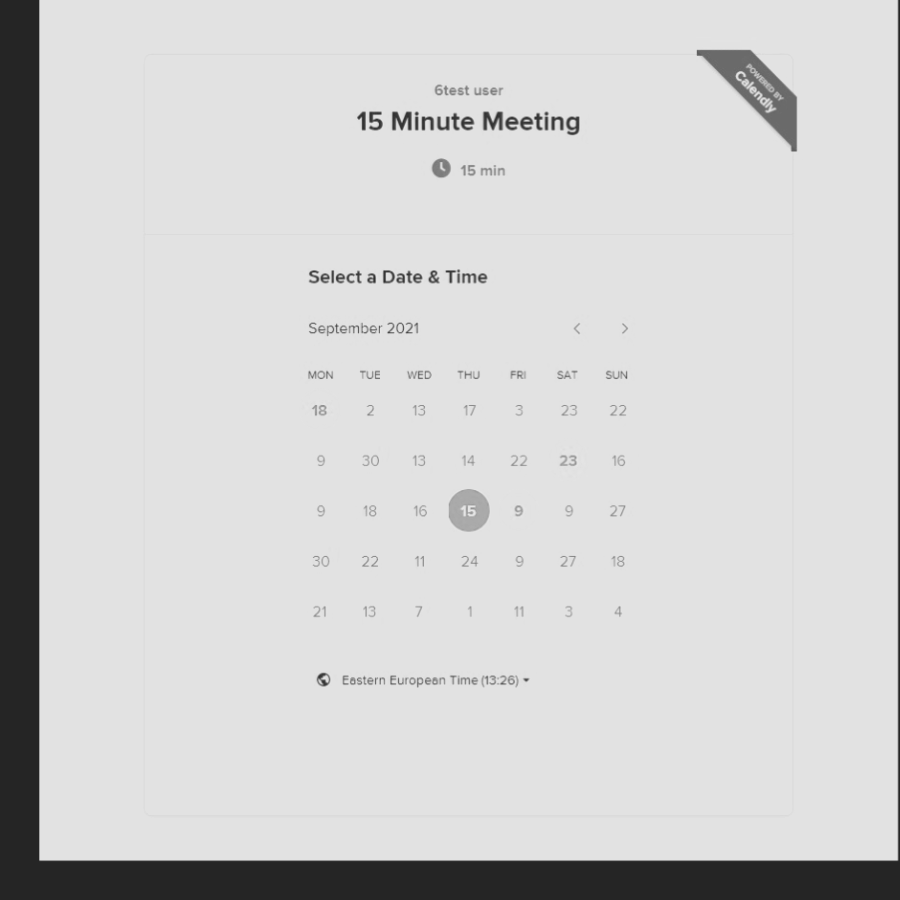 POWERED BY
Calendly
6test user
15 Minute Meeting
15 min
Select a Date & Time
September 2021
MON TUE WED THU FRI SAT SUN
18 2 13 17 3 23 22
9 30 13 14 22 23 16
9 18 16 15 9 9 27
30 22 11 24 9 27 18
21 13 7 1 11 3 4
Eastern European Time (13:26)